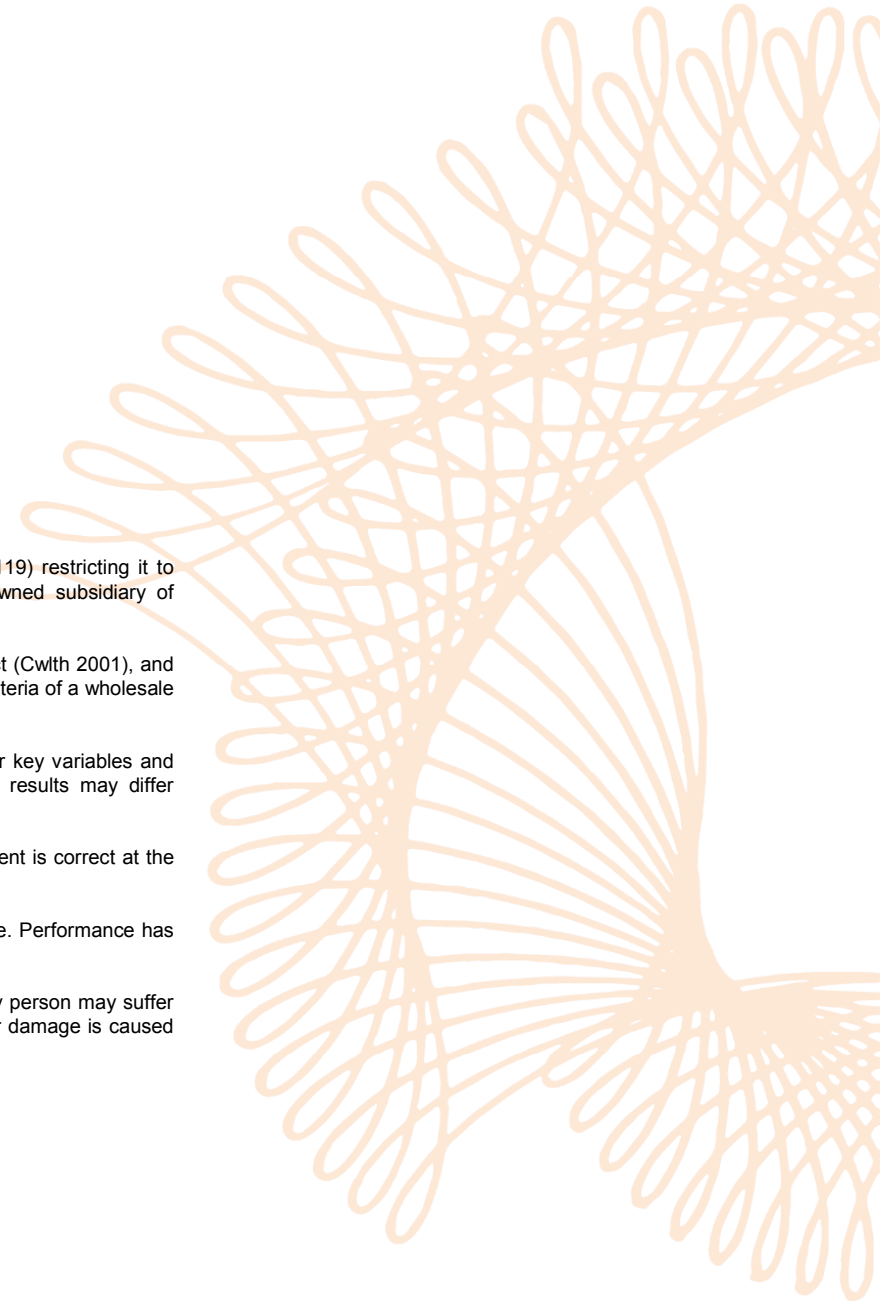 119) restricting it to
wned subsidiary of
t (Cwlth 2001), and
teria of a wholesale
r key variables and
results may differ
ent is correct at the
e. Performance has
y person may suffer
r damage is caused